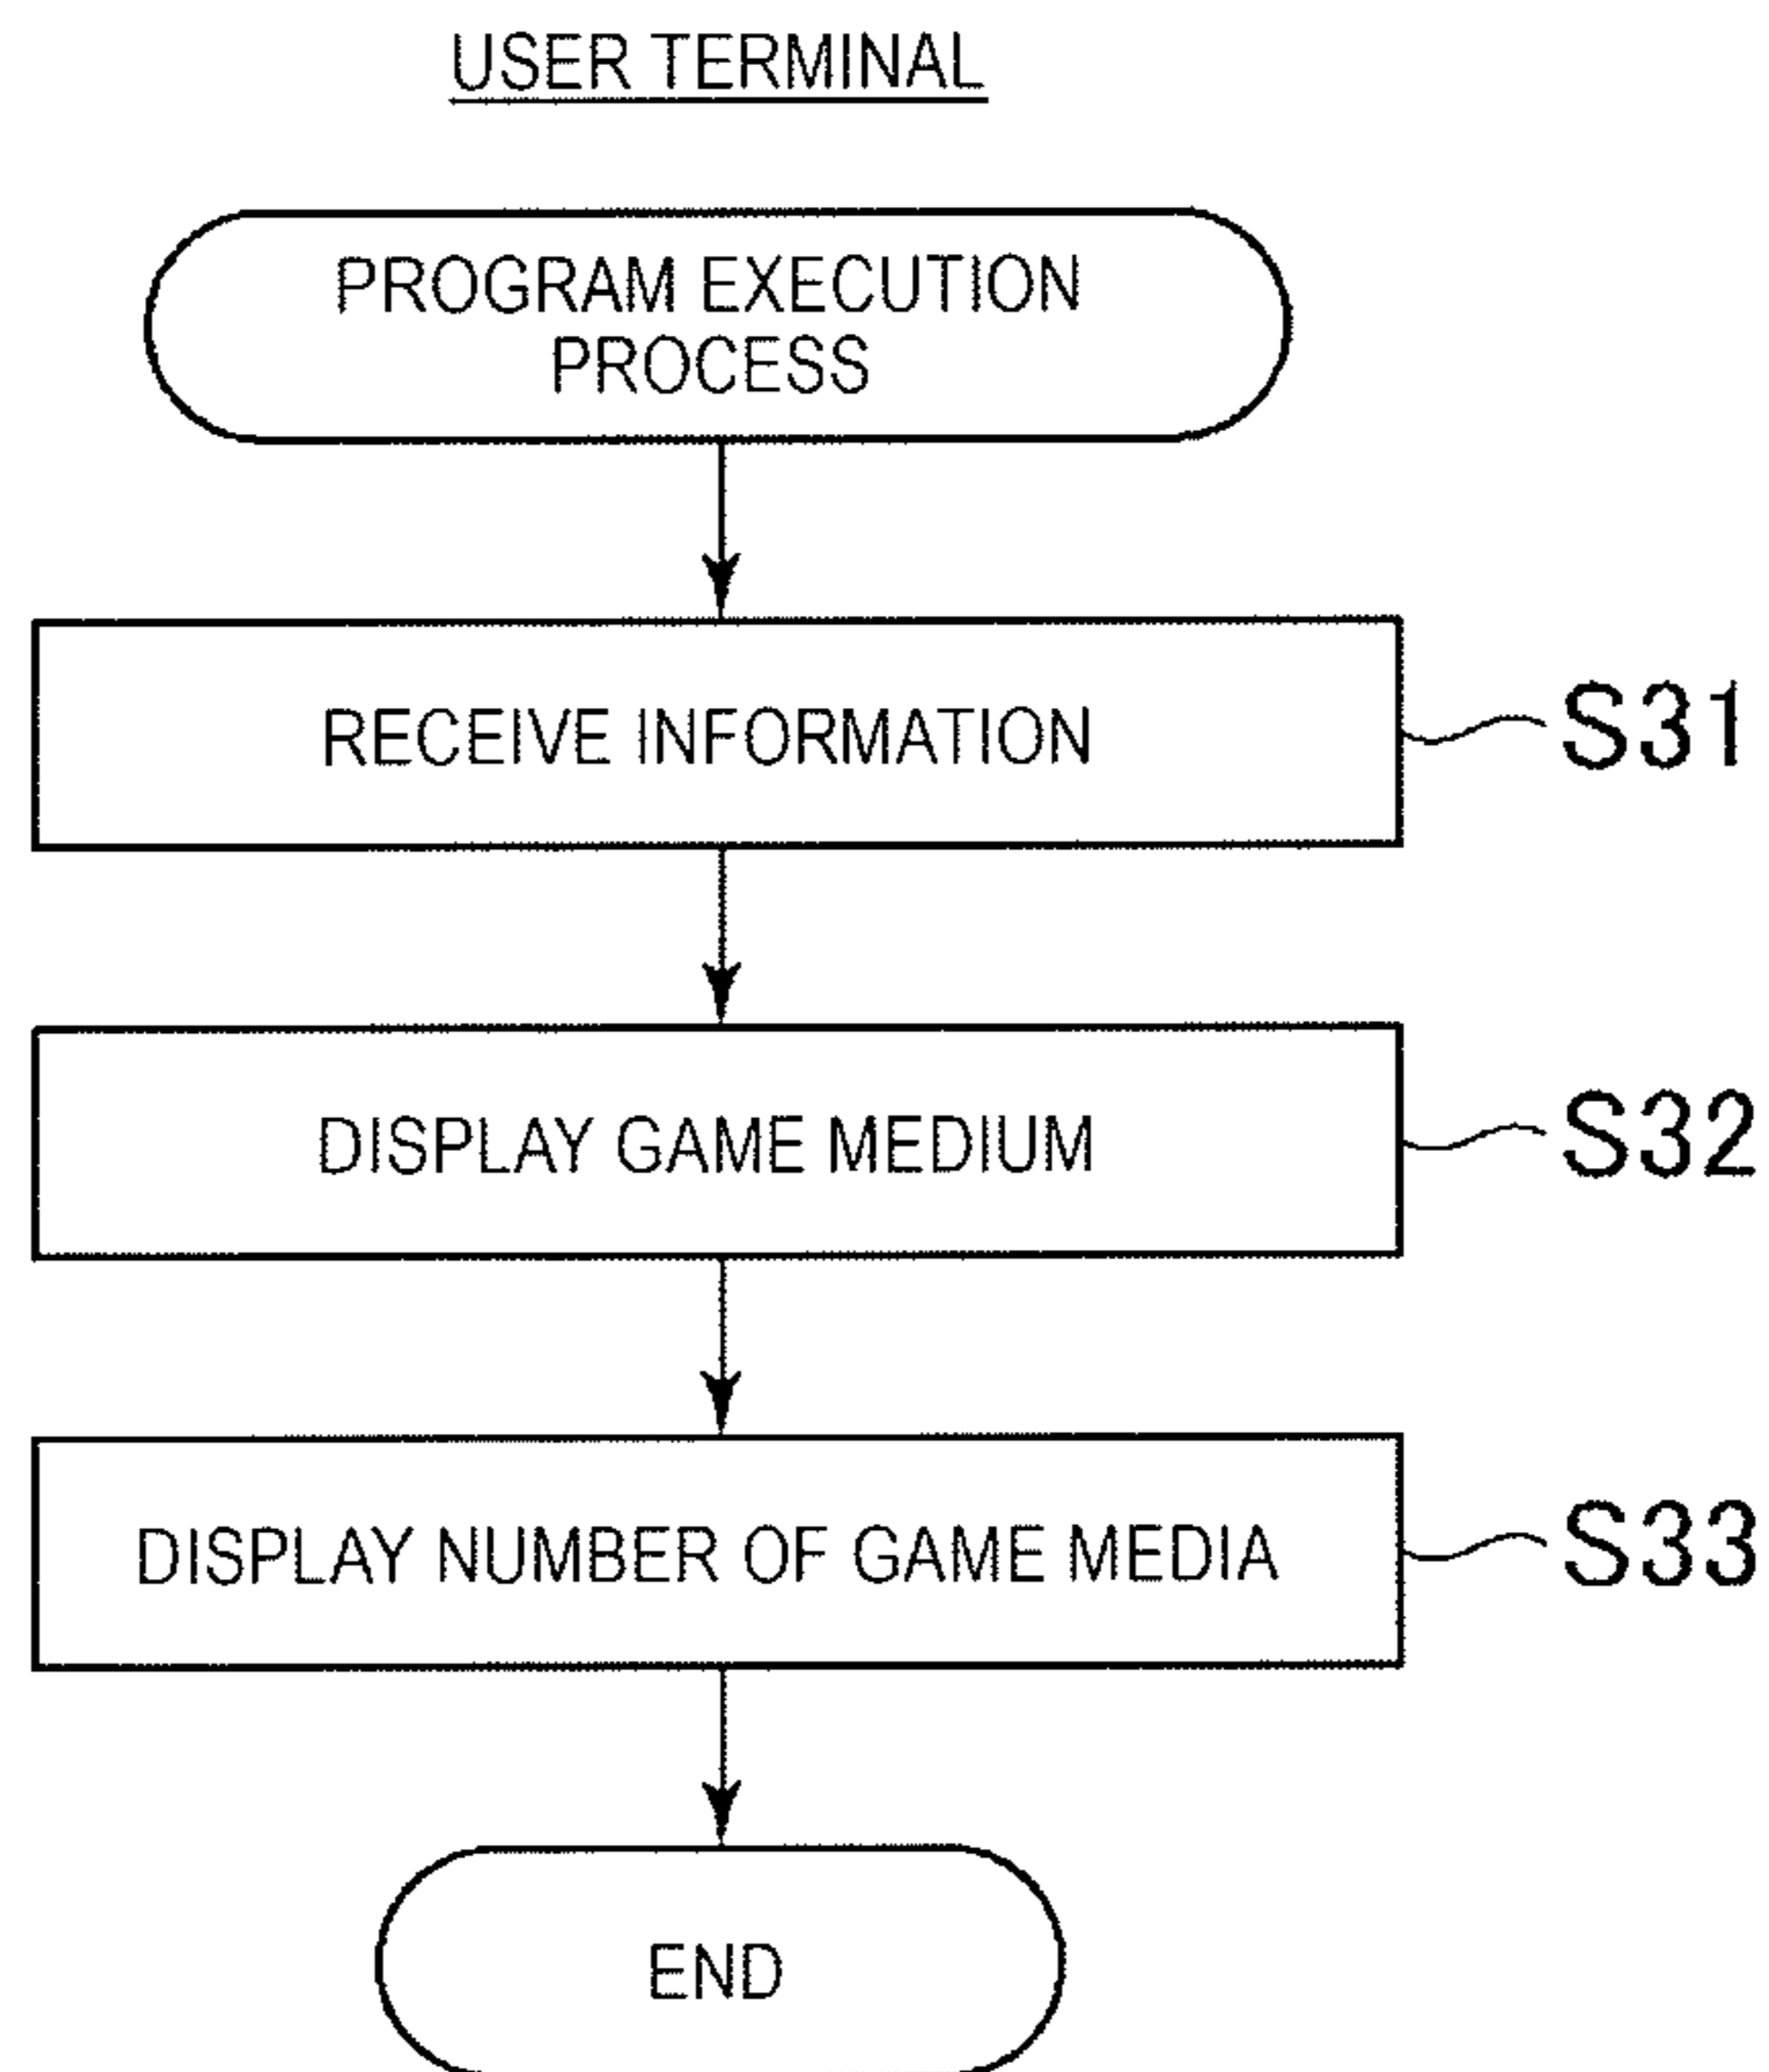 USER TERMINAL
PROGRAM EXECUTION
PROCESS
RECEIVE INFORMATION
S31
DISPLAY GAME MEDIUM
S32
DISPLAY NUMBER OF GAME MEDIA
S33
END